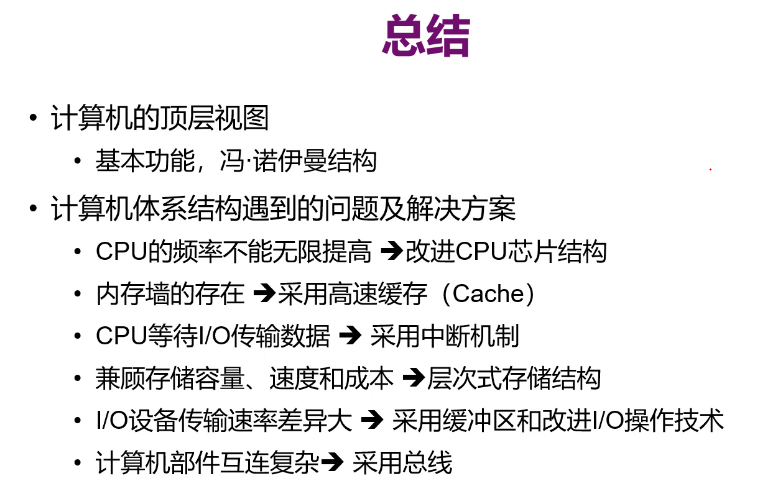 总结
• 计算机的顶层视图
• 基本功能，冯·诺伊曼结构
• 计算机体系结构遇到的问题及解决方案
• CPU的频率不能无限提高 ➔改进CPU芯片结构
• 内存墙的存在 ➔采用高速缓存（Cache）
• CPU等待I/O传输数据 ➔ 采用中断机制
• 兼顾存储容量、速度和成本 ➔层次式存储结构
• I/O设备传输速率差异大 ➔ 采用缓冲区和改进I/O操作技术
• 计算机部件互连复杂➔ 采用总线